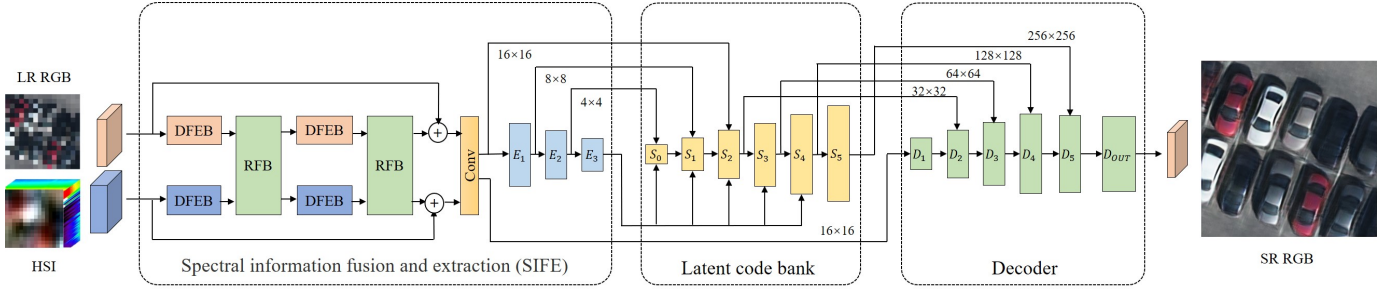 LR RGB
HSI
DFEB
RFB
DFEB
RFB
DFEB
DFEB
+
+
Conv
Spectral information fusion and extraction (SIFE)
16×16
8×8
4×4
E₁
E₂
E₃
S₀
S₁
S₂
S₃
S₄
S₅
Latent code bank
256×256
128×128
64×64
32×32
16×16
D₁
D₂
D₃
D₄
D₅
D_OUT
Decoder
SR RGB